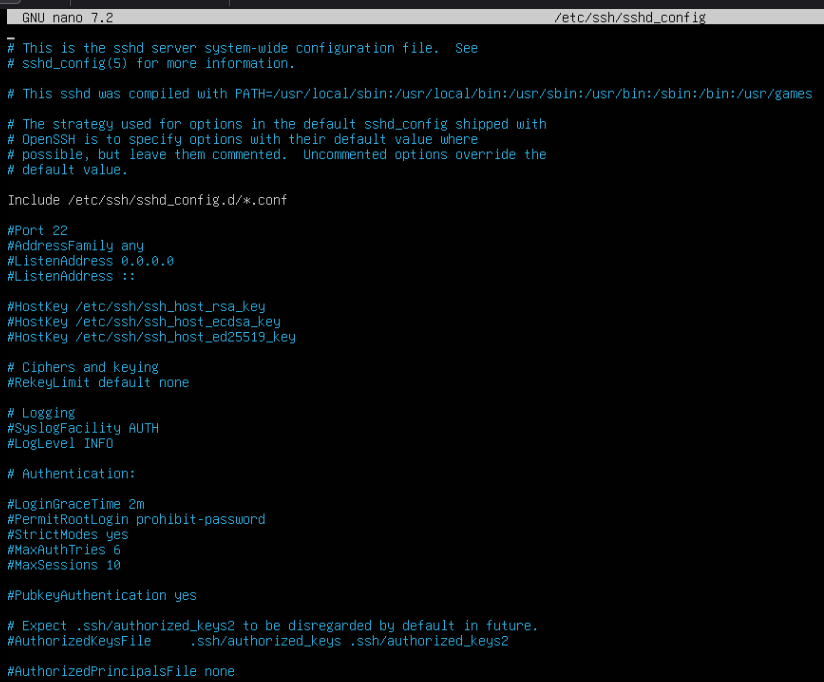 GNU nano 7.2 /etc/ssh/sshd_config
# This is the sshd server system-wide configuration file.  See
# sshd_config(5) for more information.
# This sshd was compiled with PATH=/usr/local/sbin:/usr/local/bin:/usr/sbin:/usr/bin:/sbin:/bin:/usr/games
# The strategy used for options in the default sshd_config shipped with
# OpenSSH is to specify options with their default value where
# possible, but leave them commented.  Uncommented options override the
# default value.
Include /etc/ssh/sshd_config.d/*.conf
#Port 22
#AddressFamily any
#ListenAddress 0.0.0.0
#ListenAddress ::
#HostKey /etc/ssh/ssh_host_rsa_key
#HostKey /etc/ssh/ssh_host_ecdsa_key
#HostKey /etc/ssh/ssh_host_ed25519_key
# Ciphers and keying
#RekeyLimit default none
# Logging
#SyslogFacility AUTH
#LogLevel INFO
# Authentication:
#LoginGraceTime 2m
#PermitRootLogin prohibit-password
#StrictModes yes
#MaxAuthTries 6
#MaxSessions 10
#PubkeyAuthentication yes
# Expect .ssh/authorized_keys2 to be disregarded by default in future.
#AuthorizedKeysFile     .ssh/authorized_keys .ssh/authorized_keys2
#AuthorizedPrincipalsFile none